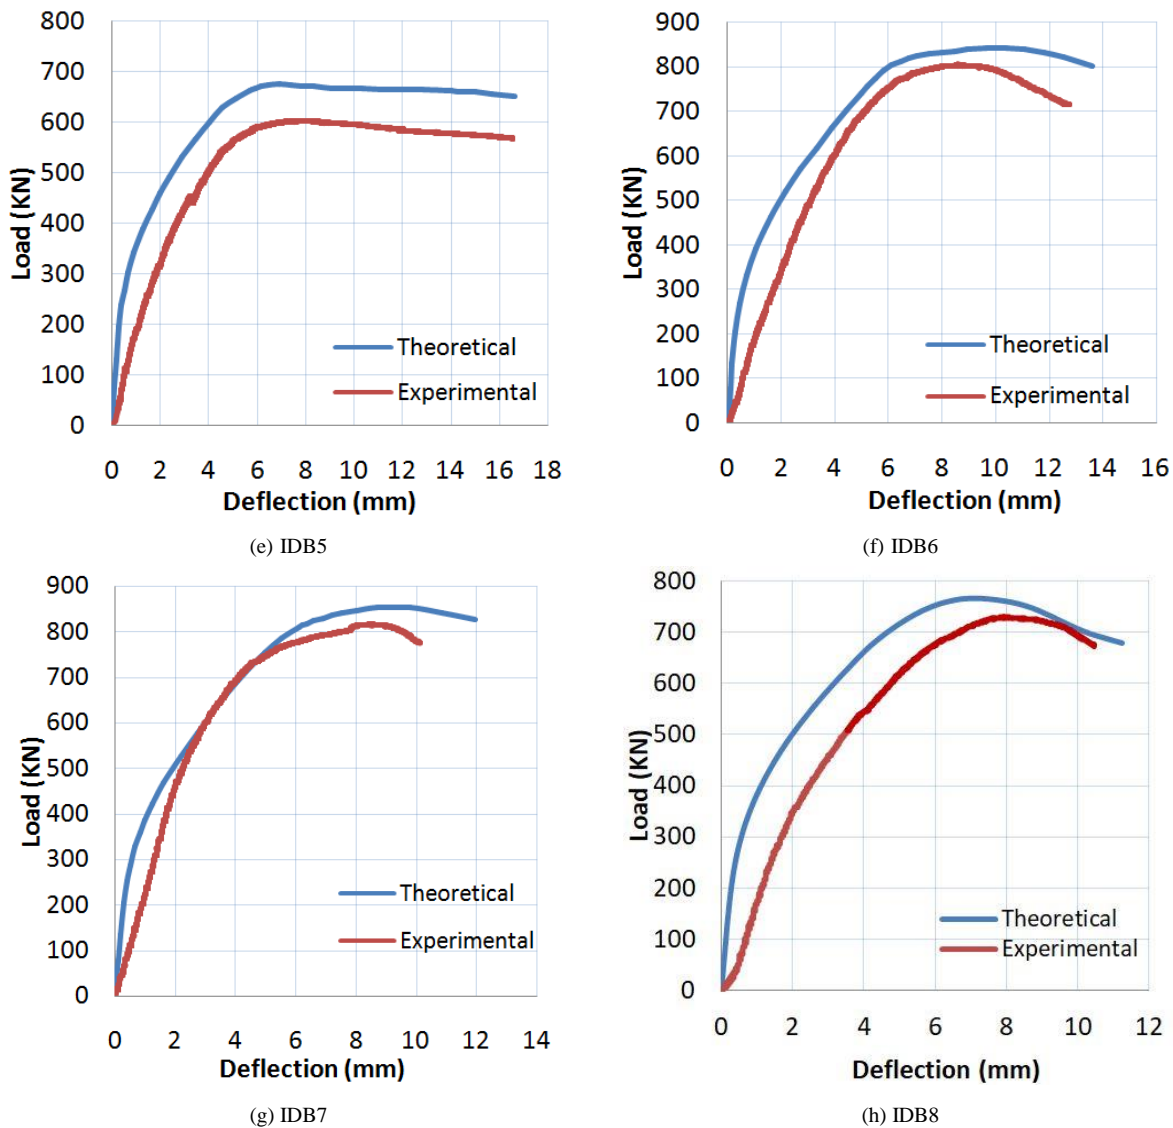 800
700
600
500
400
300
200
100
0
Load (KN)
Theoretical
Experimental
0 2 4 6 8 10 12 14 16 18
Deflection (mm)
(e) IDB5
900
800
700
600
500
400
300
200
100
0
Load (KN)
Theoretical
Experimental
0 2 4 6 8 10 12 14 16
Deflection (mm)
(f) IDB6
900
800
700
600
500
400
300
200
100
0
Load (KN)
Theoretical
Experimental
0 2 4 6 8 10 12 14
Deflection (mm)
(g) IDB7
800
700
600
500
400
300
200
100
0
Load (KN)
Theoretical
Experimental
0 2 4 6 8 10 12
Deflection (mm)
(h) IDB8